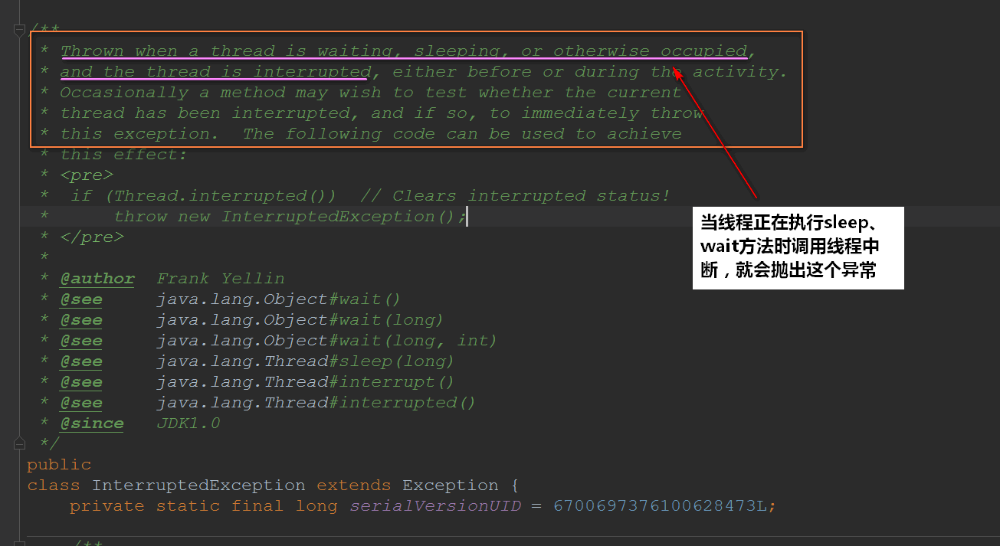 /**
* Thrown when a thread is waiting, sleeping, or otherwise occupied,
* and the thread is interrupted, either before or during the activity.
* Occasionally a method may wish to test whether the current
* thread has been interrupted, and if so, to immediately throw
* this exception.  The following code can be used to achieve
* this effect:
* <pre>
*  if (Thread.interrupted())  // Clears interrupted status!
*      throw new InterruptedException();
* </pre>
*
* @author  Frank Yellin
* @see     java.lang.Object#wait()
* @see     java.lang.Object#wait(long)
* @see     java.lang.Object#wait(long, int)
* @see     java.lang.Thread#sleep(long)
* @see     java.lang.Thread#interrupt()
* @see     java.lang.Thread#interrupted()
* @since   JDK1.0
*/
public
class InterruptedException extends Exception {
    private static final long serialVersionUID = 6700697376100628473L;
/**
当线程正在执行sleep、
wait方法时调用线程中
断，就会抛出这个异常